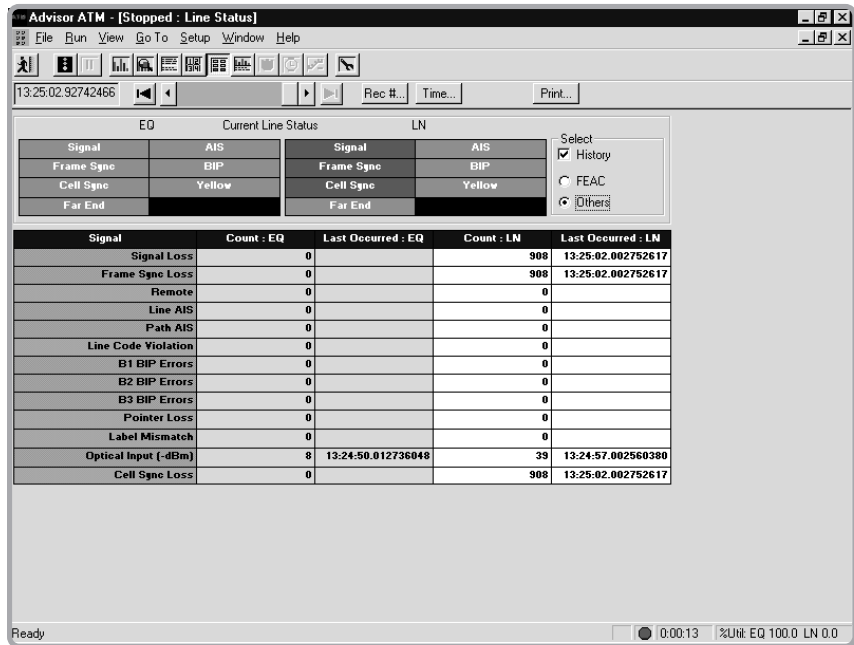 Advisor ATM - [Stopped : Line Status]
File Run View Go To Setup Window Help
13:25:02.92742466 Rec #... Time... Print...
EQ Current Line Status LN
Signal AIS Signal AIS
Frame Sync BIP Frame Sync BIP
Cell Sync Yellow Cell Sync Yellow
Far End Far End
Select
History
FEAC
Others
Signal Count : EQ Last Occurred : EQ Count : LN Last Occurred : LN
Signal Loss 0 908 13:25:02.002752617
Frame Sync Loss 0 908 13:25:02.002752617
Remote 0 0
Line AIS 0 0
Path AIS 0 0
Line Code Violation 0 0
B1 BIP Errors 0 0
B2 BIP Errors 0 0
B3 BIP Errors 0 0
Pointer Loss 0 0
Label Mismatch 0 0
Optical Input (-dBm) 8 13:24:50.012736048 39 13:24:57.002560380
Cell Sync Loss 0 908 13:25:02.002752617
Ready 0:00:13 %Util: EQ 100.0 LN 0.0